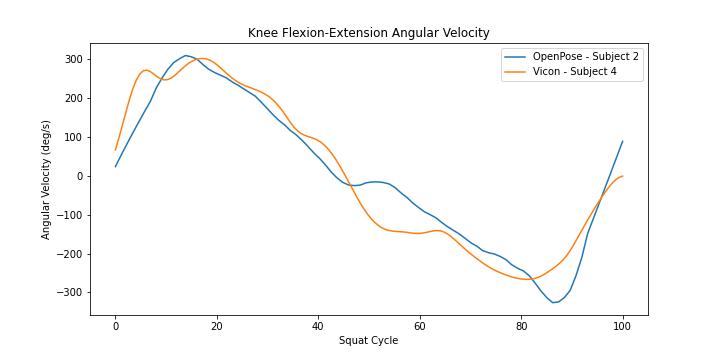 Knee Flexion-Extension Angular Velocity
OpenPose - Subject 2
Vicon - Subject 4
300
200
100
0
−100
−200
−300
Angular Velocity (deg/s)
0
20
40
60
80
100
Squat Cycle